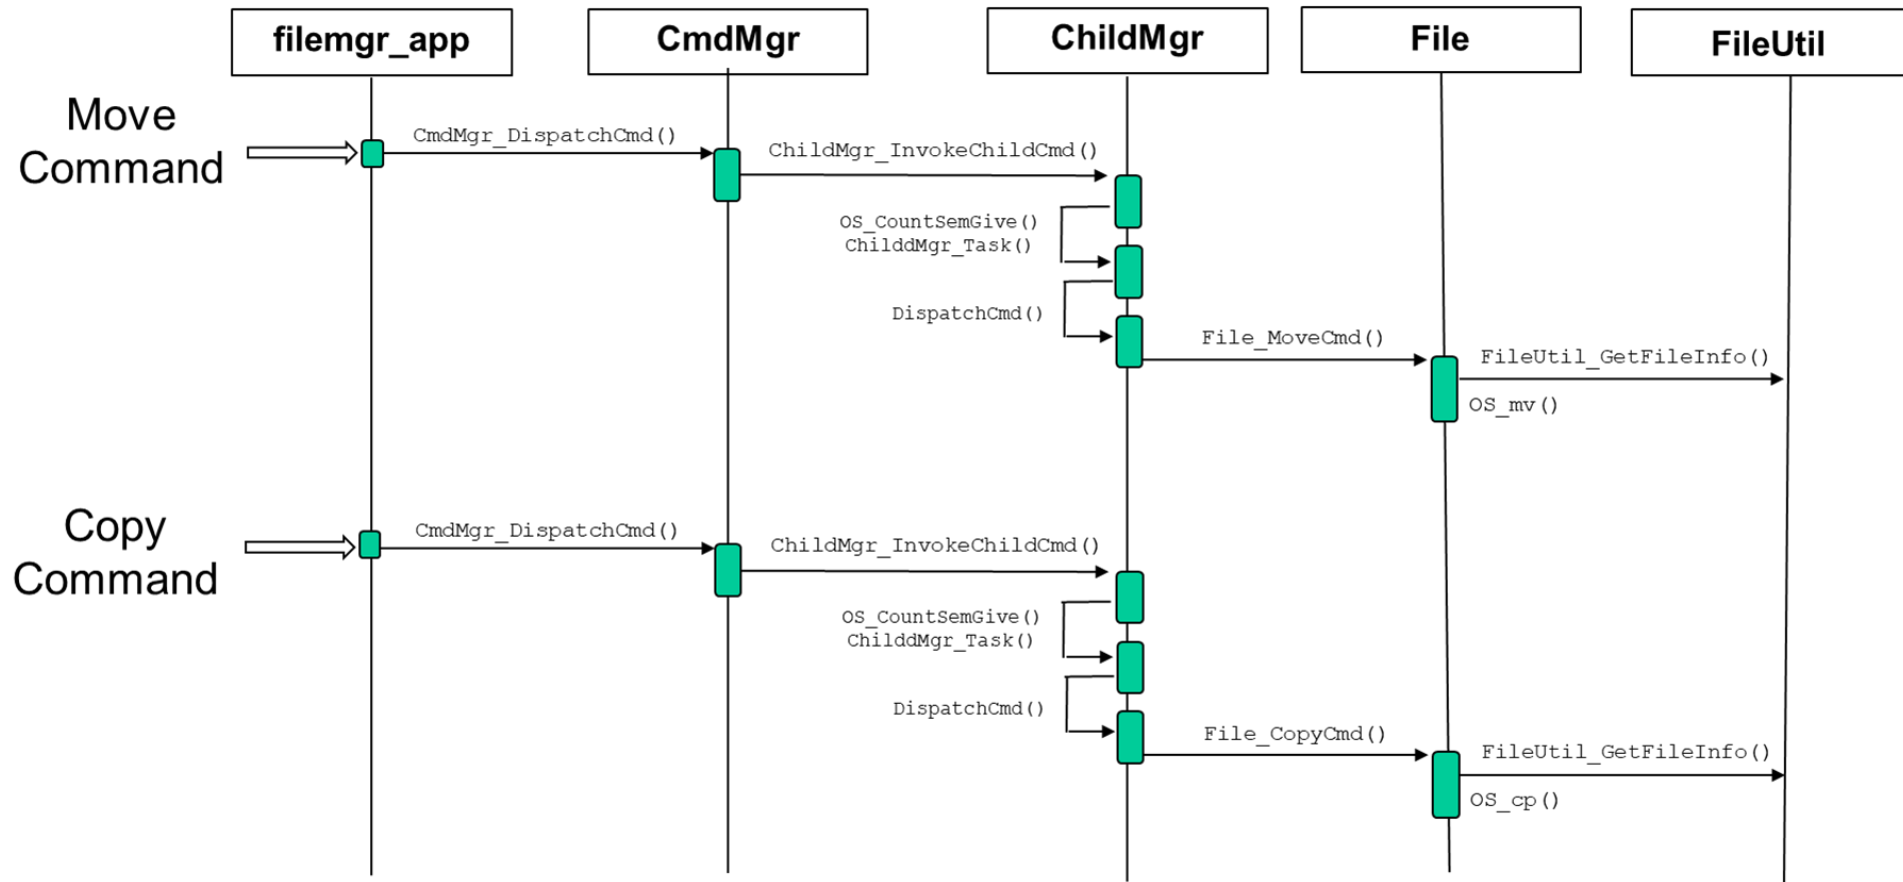 filemgr_app
CmdMgr
ChildMgr
File
FileUtil
Move
Command
CmdMgr_DispatchCmd()
ChildMgr_InvokeChildCmd()
OS_CountSemGive()
ChilddMgr_Task()
DispatchCmd()
File_MoveCmd()
FileUtil_GetFileInfo()
OS_mv()
Copy
Command
CmdMgr_DispatchCmd()
ChildMgr_InvokeChildCmd()
OS_CountSemGive()
ChilddMgr_Task()
DispatchCmd()
File_CopyCmd()
FileUtil_GetFileInfo()
OS_cp()